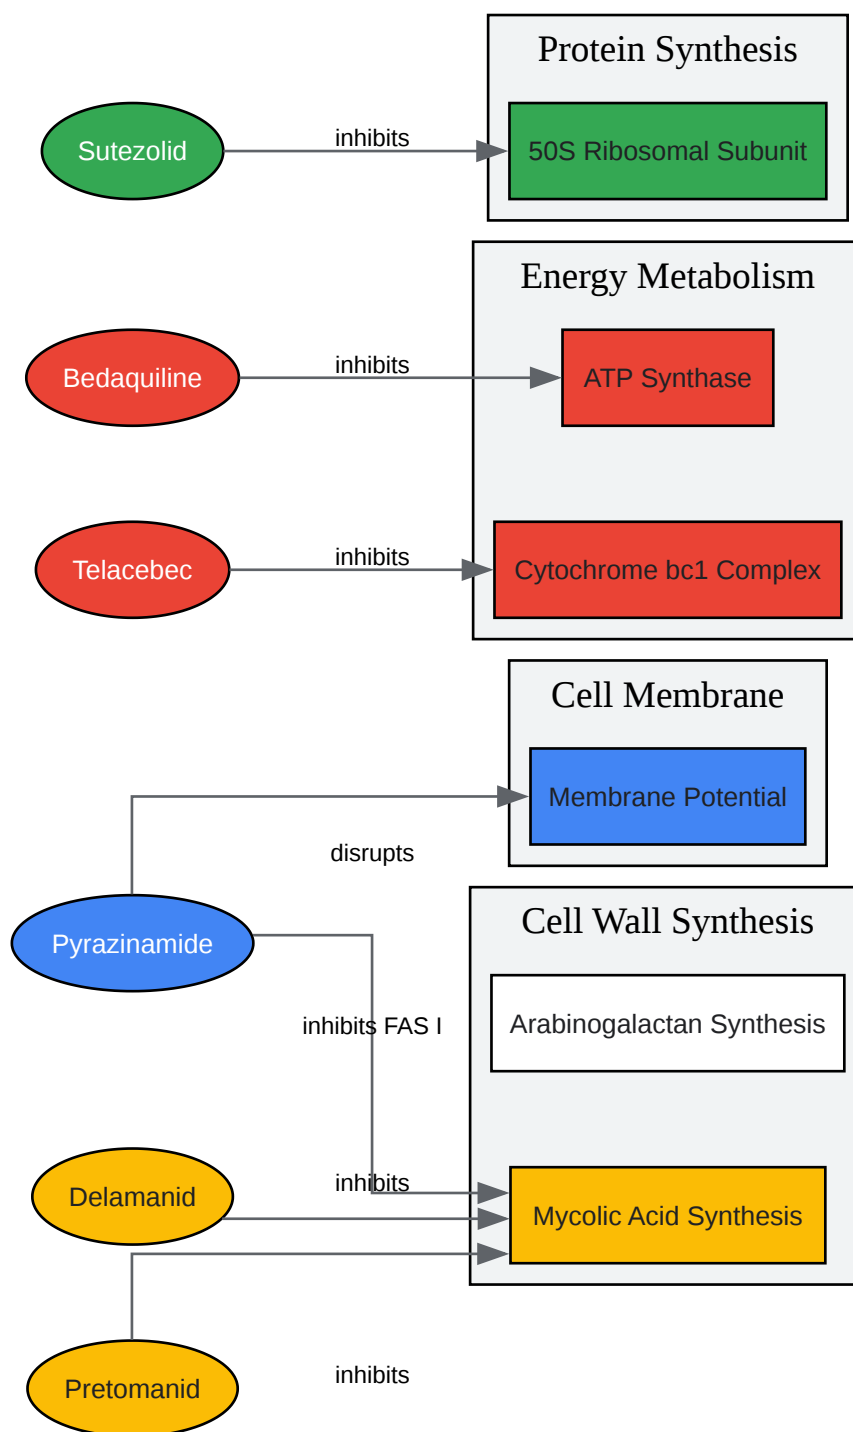 Protein Synthesis
Sutezolid
inhibits
50S Ribosomal Subunit
Energy Metabolism
Bedaquiline
inhibits
ATP Synthase
Telacebec
inhibits
Cytochrome bc1 Complex
Cell Membrane
Membrane Potential
disrupts
Cell Wall Synthesis
Pyrazinamide
Arabinogalactan Synthesis
inhibits FAS I
Delamanid
inhibits
Mycolic Acid Synthesis
Pretomanid
inhibits